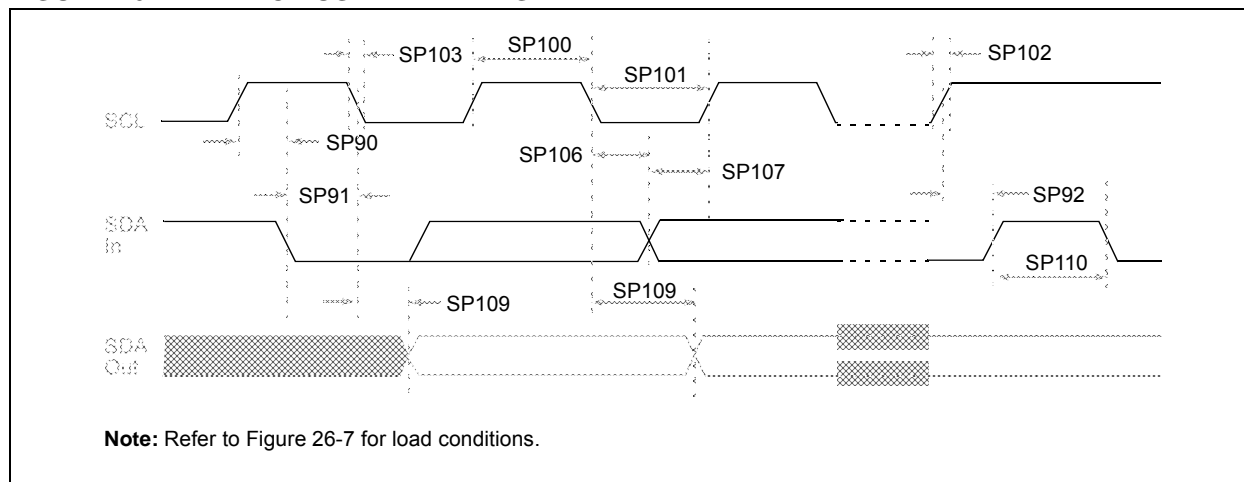 SP103
SP100
SP101
SP102
SCL
SP90
SP106
SP107
SP91
SP92
SDA
In
SP110
SP109
SP109
SDA
Out
Note: Refer to Figure 26-7 for load conditions.